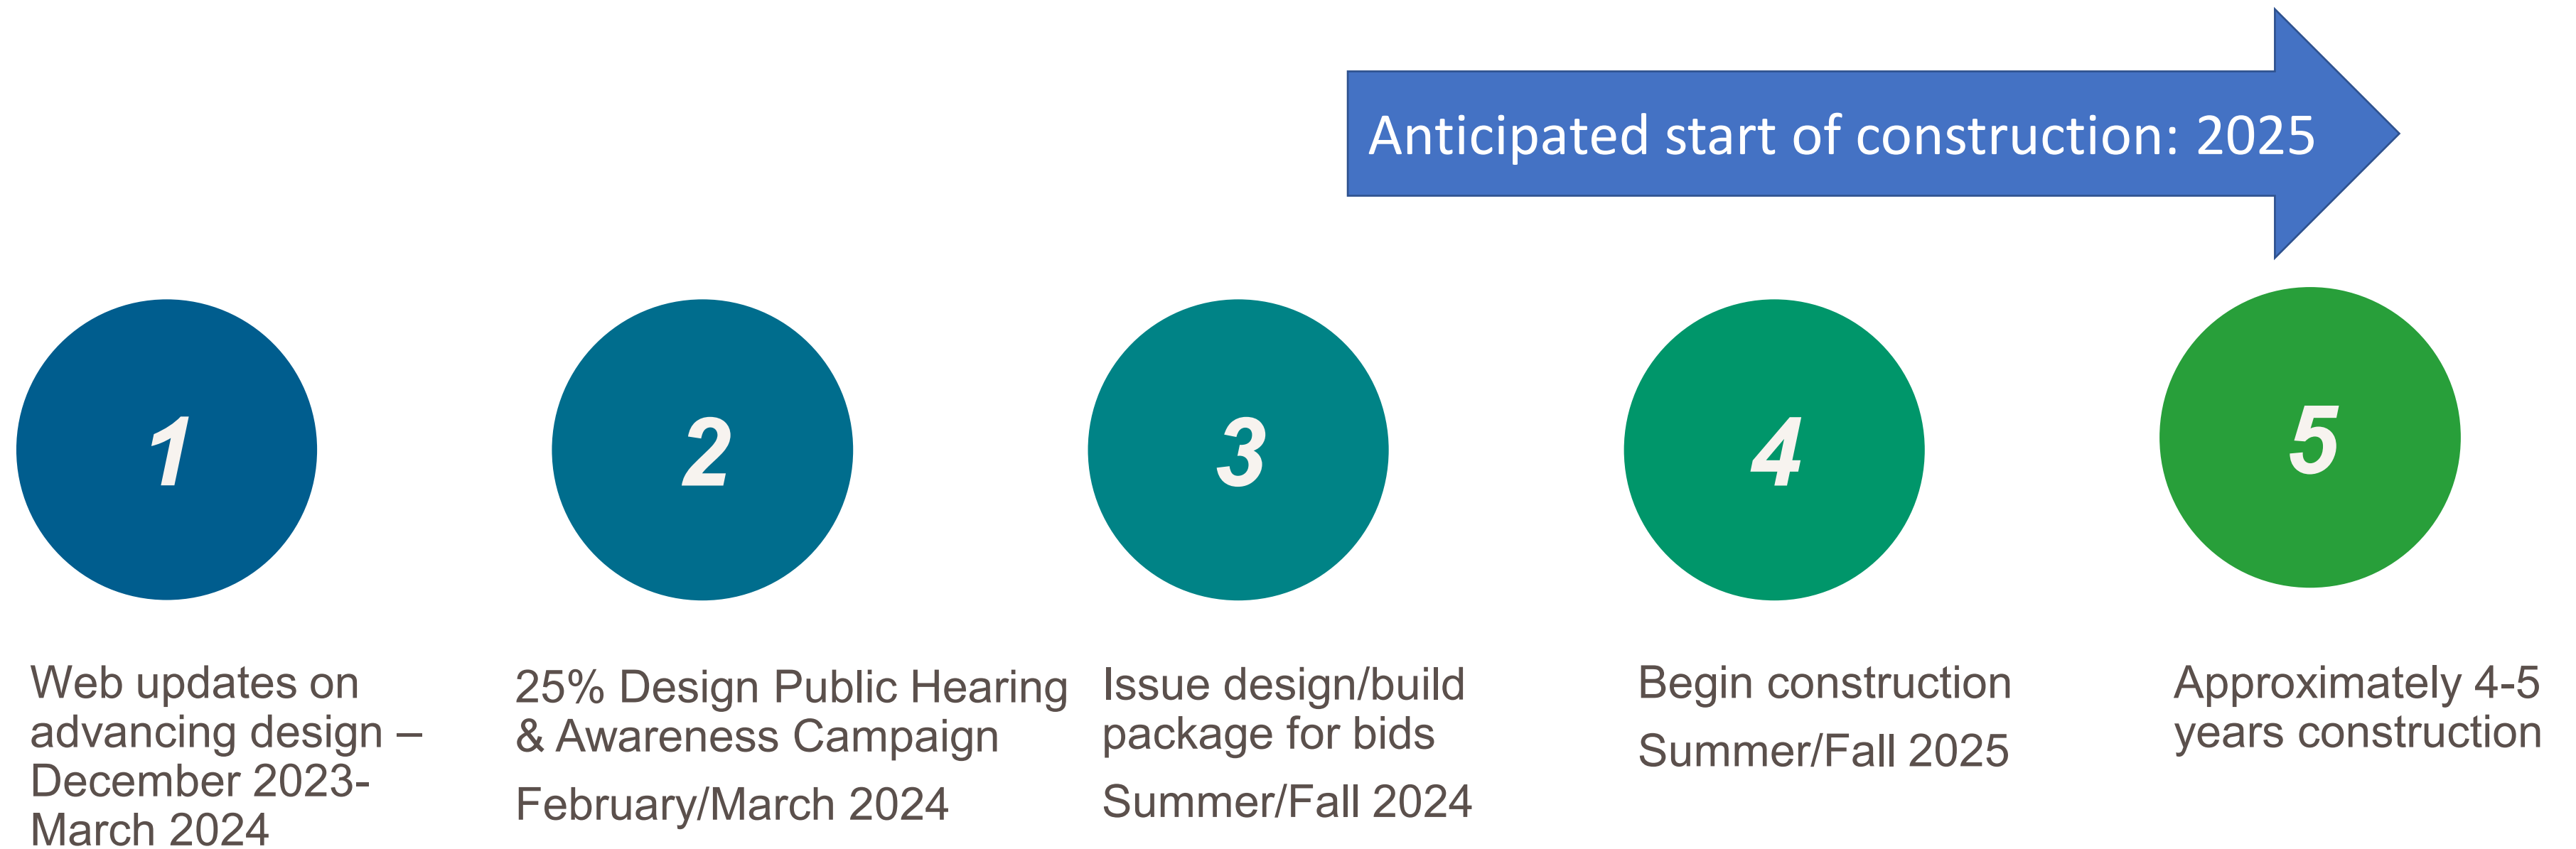 Anticipated start of construction: 2025
1
2
3
4
5
Web updates on
advancing design –
December 2023-
March 2024
25% Design Public Hearing
& Awareness Campaign
February/March 2024
Issue design/build
package for bids
Summer/Fall 2024
Begin construction
Summer/Fall 2025
Approximately 4-5
years construction